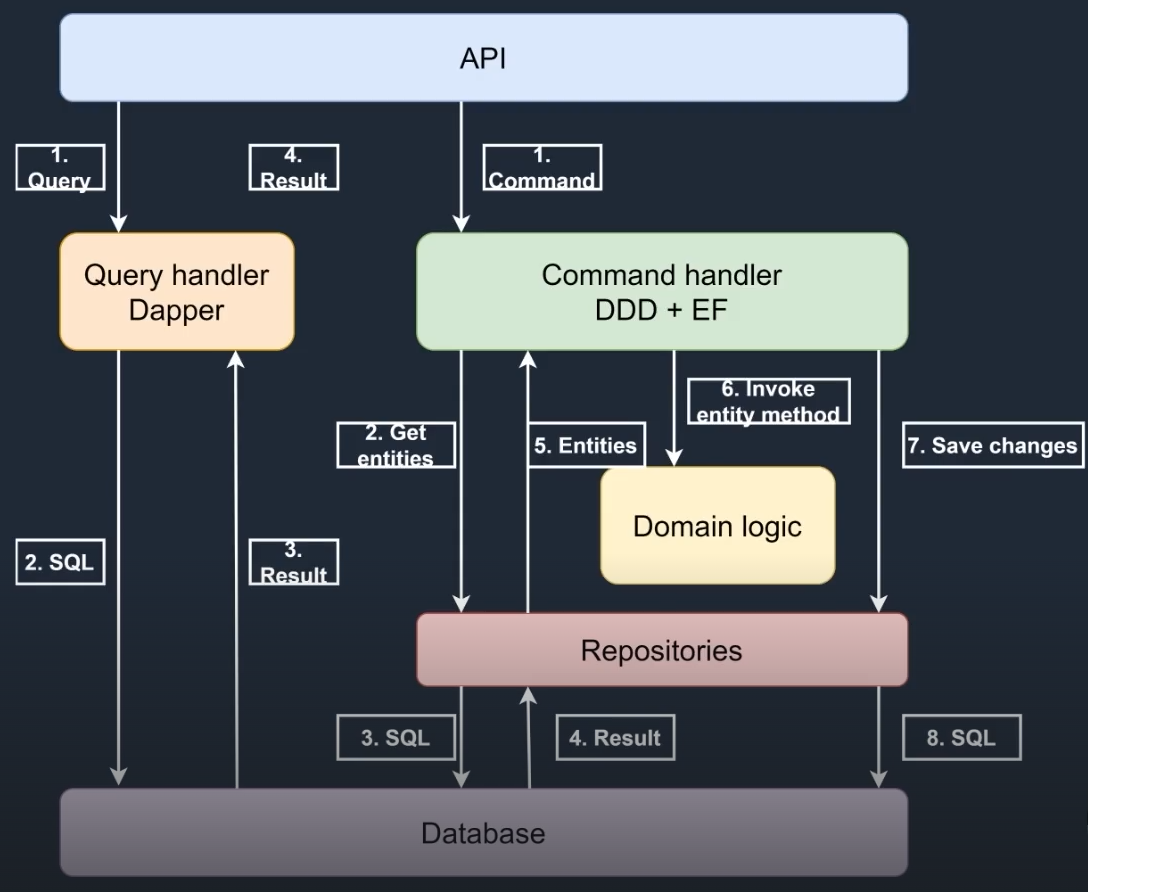 API
1.
Query
4.
Result
1.
Command
Query handler
Dapper
Command handler
DDD + EF
6. Invoke
entity method
2. Get
entities
5. Entities
7. Save changes
Domain logic
2. SQL
3.
Result
Repositories
3. SQL
4. Result
8. SQL
Database